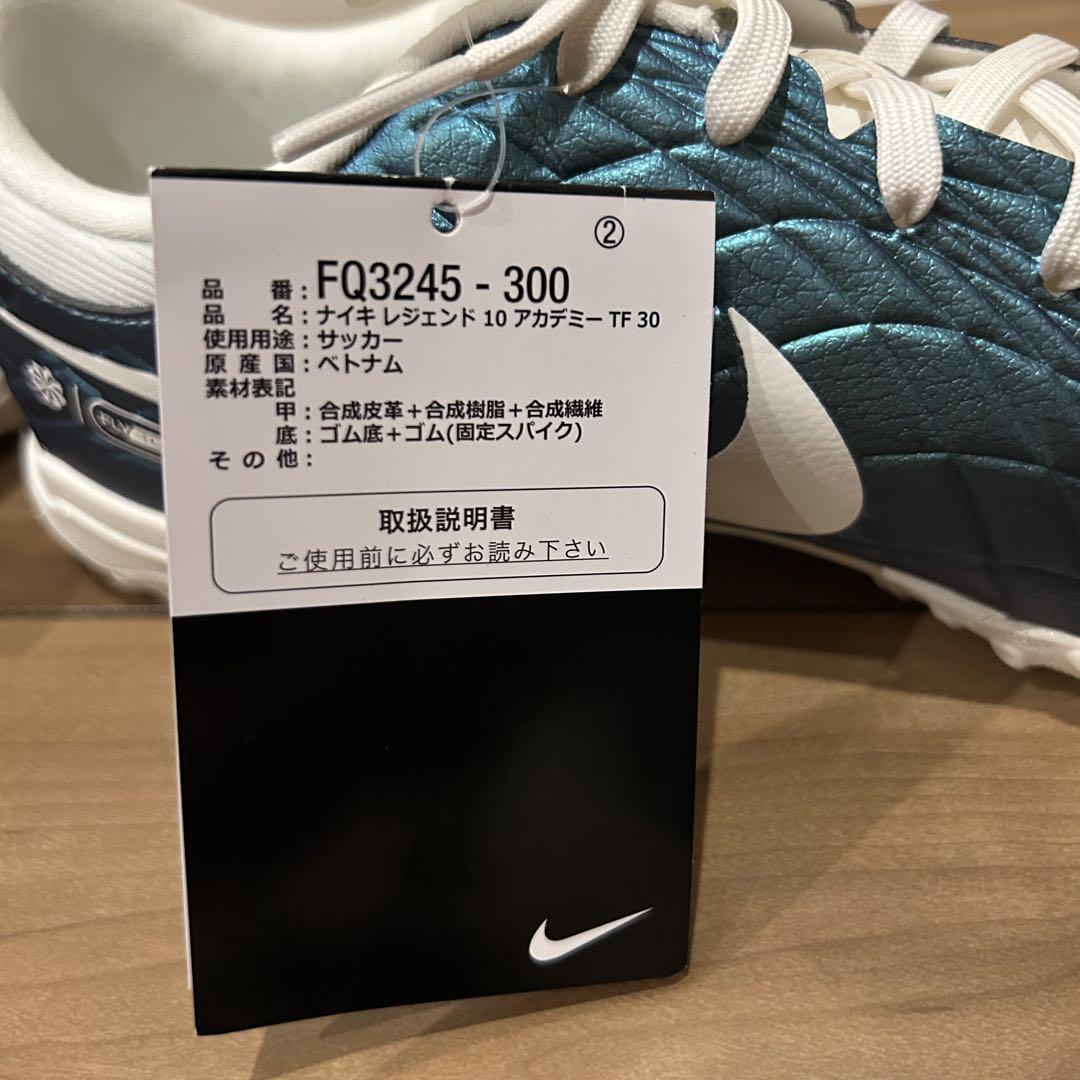 ②
品番:FQ3245 - 300
品名:ナイキ レジェンド 10 アカデミー TF 30
使用用途:サッカー
原産国:ベトナム
素材表記
甲:合成皮革+合成樹脂+合成繊維
底:ゴム底+ゴム(固定スパイク)
その他:
取扱説明書
ご使用前に必ずお読み下さい
FLY